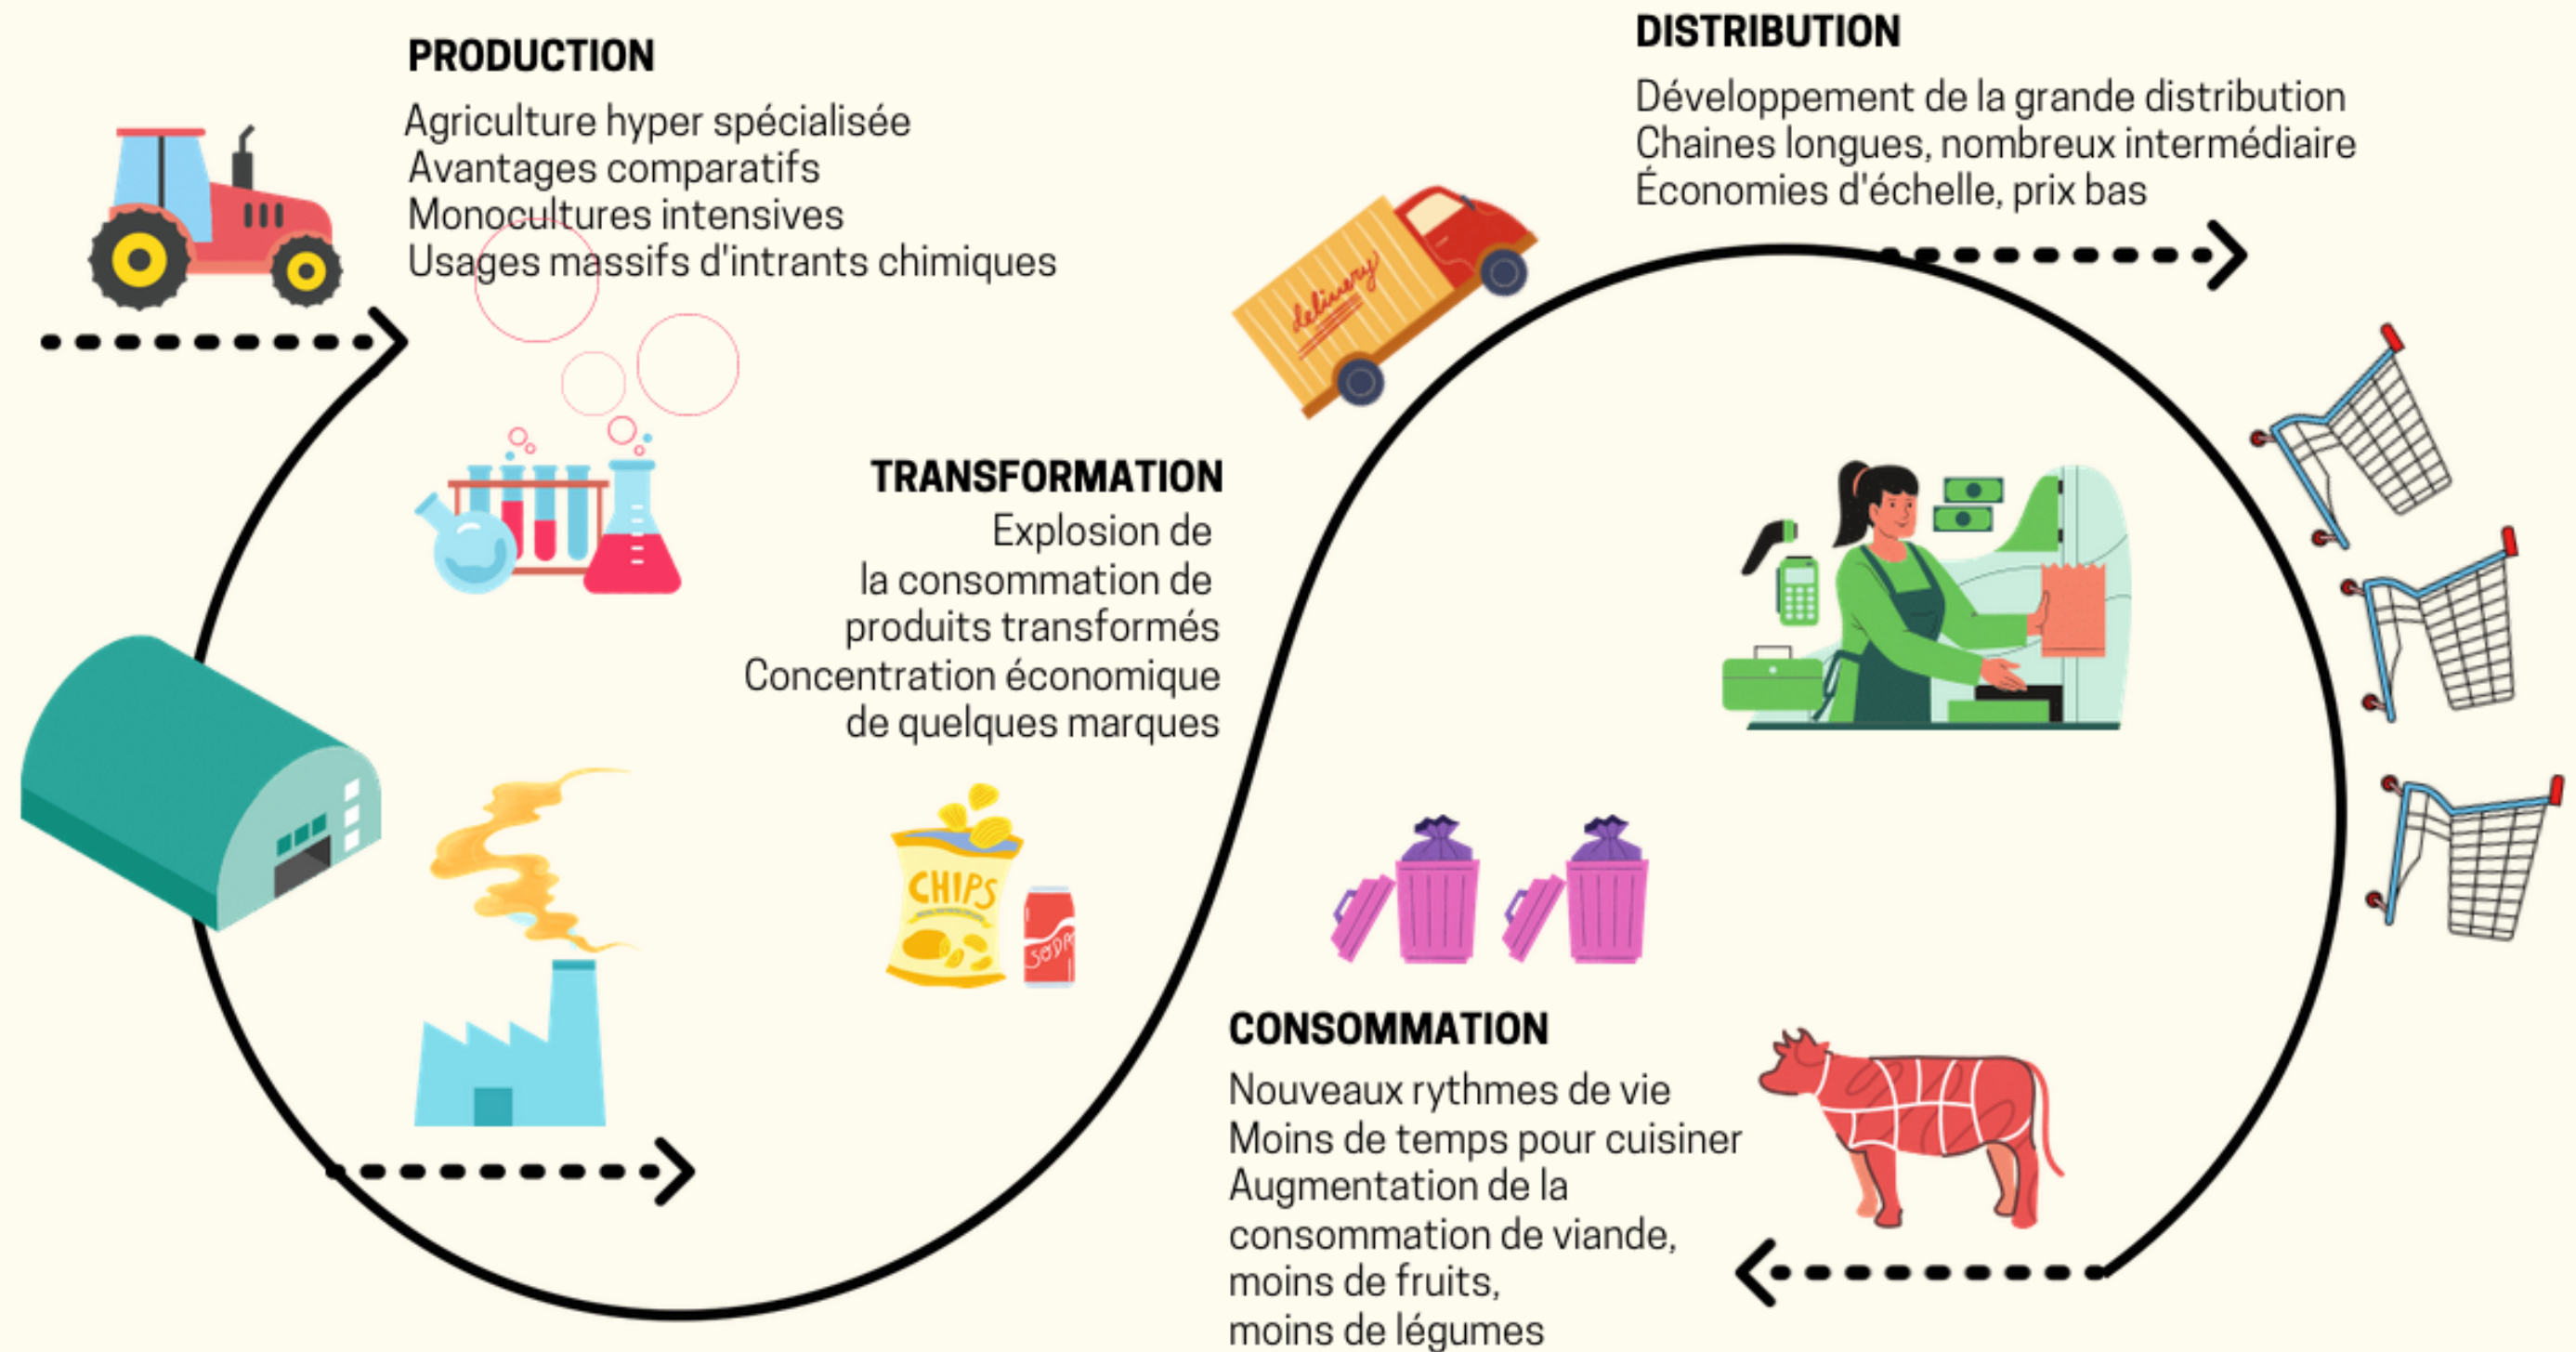 PRODUCTION
Agriculture hyper spécialisée
Avantages comparatifs
Monocultures intensives
Usages massifs d'intrants chimiques
TRANSFORMATION
Explosion de
la consommation de
produits transformés
Concentration économique
de quelques marques
CHIPS
SODA
delivery
DISTRIBUTION
Développement de la grande distribution
Chaines longues, nombreux intermédiaire
Économies d'échelle, prix bas
CONSOMMATION
Nouveaux rythmes de vie
Moins de temps pour cuisiner
Augmentation de la
consommation de viande,
moins de fruits,
moins de légumes